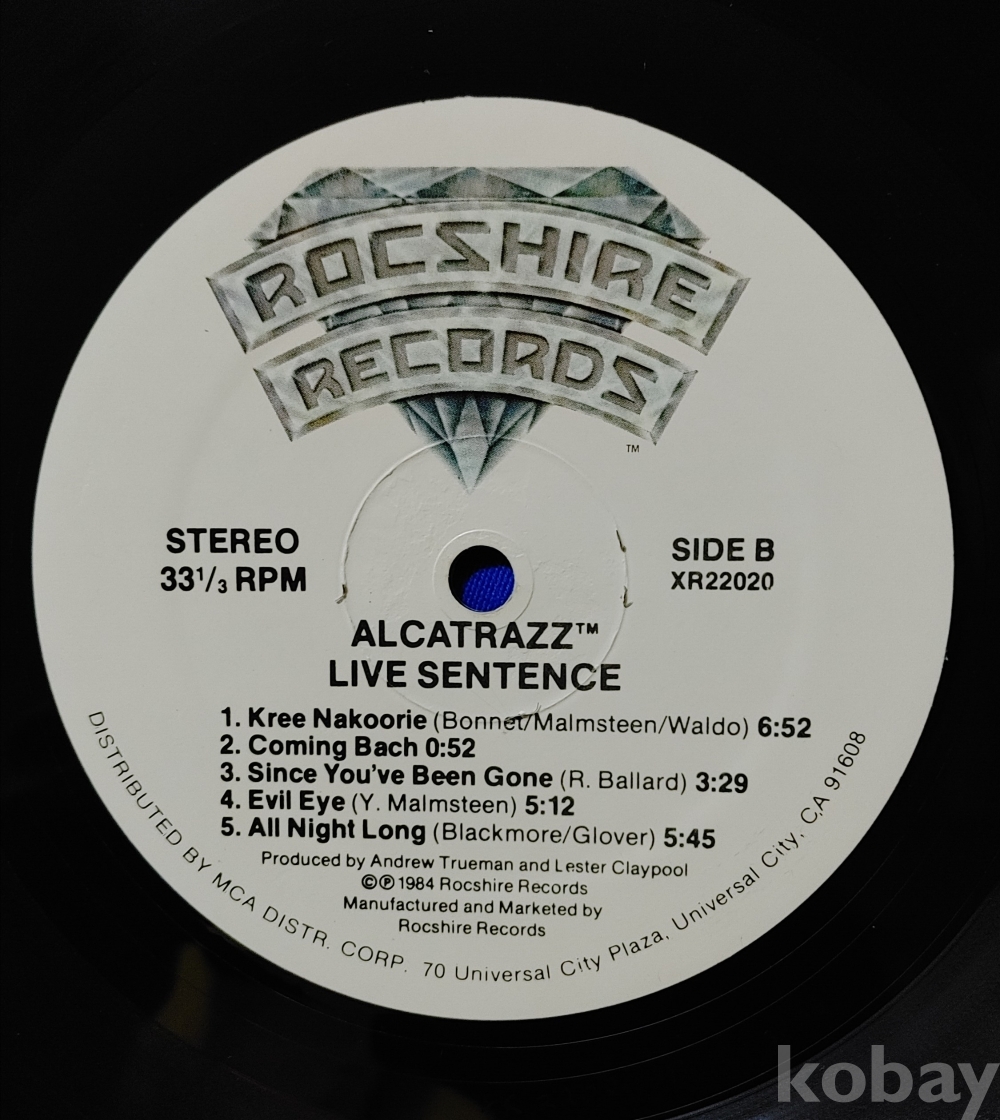 ROCSHIRE
RECORDS
TM
STEREO
33 1/3 RPM
SIDE B
XR22020
ALCATRAZZ™
LIVE SENTENCE
1. Kree Nakoorie (Bonnet/Malmsteen/Waldo) 6:52
2. Coming Bach 0:52
3. Since You've Been Gone (R. Ballard) 3:29
4. Evil Eye (Y. Malmsteen) 5:12
5. All Night Long (Blackmore/Glover) 5:45
Produced by Andrew Trueman and Lester Claypool
©℗ 1984 Rocshire Records
Manufactured and Marketed by
Rocshire Records
DISTRIBUTED BY MCA DISTR. CORP. 70 Universal City Plaza, Universal City, CA 91608
kobay